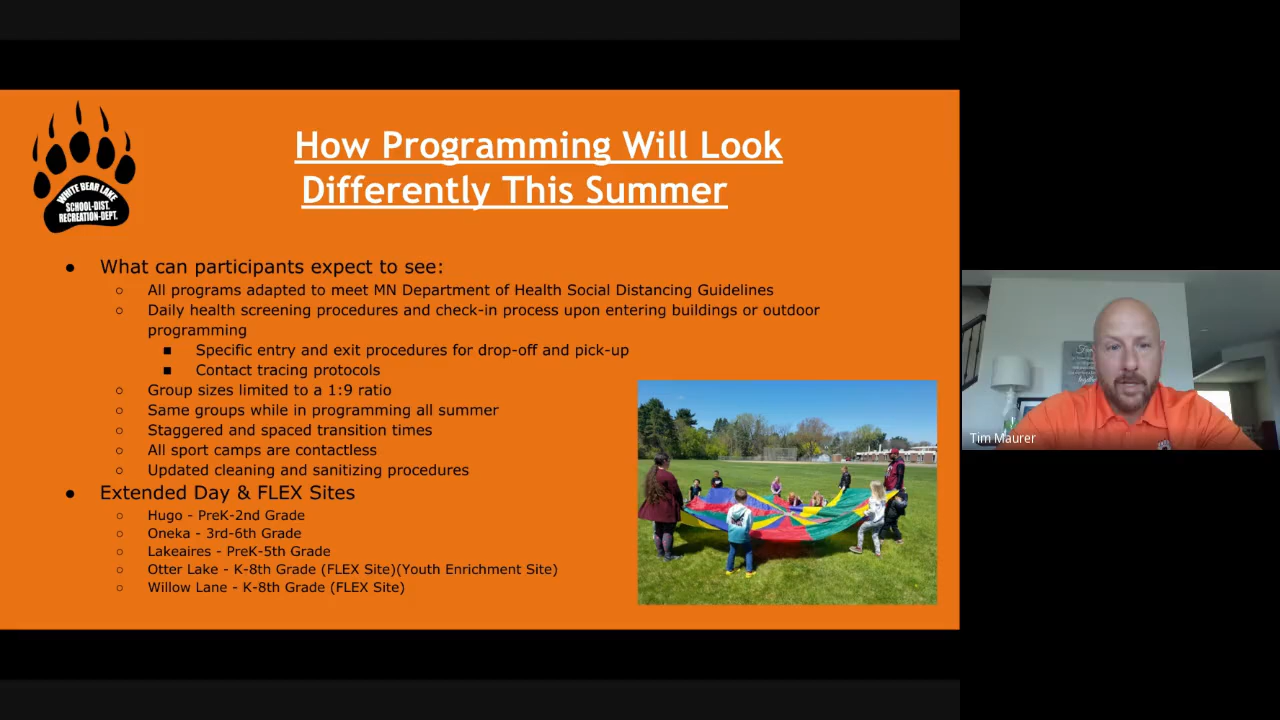 WHITE BEAR LAKE
SCHOOL-DIST.
RECREATION-DEPT.
How Programming Will Look
Differently This Summer
● What can participants expect to see:
○ All programs adapted to meet MN Department of Health Social Distancing Guidelines
○ Daily health screening procedures and check-in process upon entering buildings or outdoor
programming
■ Specific entry and exit procedures for drop-off and pick-up
■ Contact tracing protocols
○ Group sizes limited to a 1:9 ratio
○ Same groups while in programming all summer
○ Staggered and spaced transition times
○ All sport camps are contactless
○ Updated cleaning and sanitizing procedures
● Extended Day & FLEX Sites
○ Hugo - PreK-2nd Grade
○ Oneka - 3rd-6th Grade
○ Lakeaires - PreK-5th Grade
○ Otter Lake - K-8th Grade (FLEX Site)(Youth Enrichment Site)
○ Willow Lane - K-8th Grade (FLEX Site)
Tim Maurer